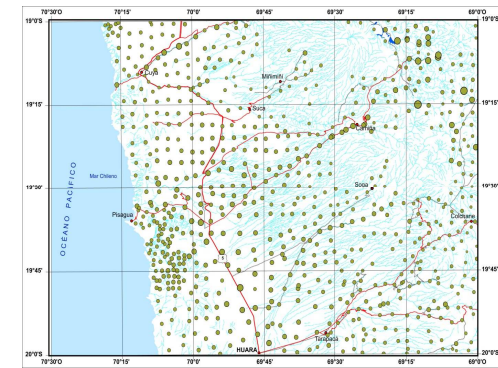 70°30'O 70°15'O 70°0'O 69°45'O 69°30'O 69°15'O 69°0'O
19°0'S 19°0'S
Cuya
Miñimiñi
19°15' 19°15'
Suca
Camiña
Mar Chileno
OCÉANO PACÍFICO
19°30' 19°30'
Soga
Pisagua
Colchane
5
19°45' 19°45'
Tarapacá
HUARA
20°0'S 20°0'S
70°30'O 70°15'O 70°0' 69°45' 69°30' 69°15'O 69°0'O